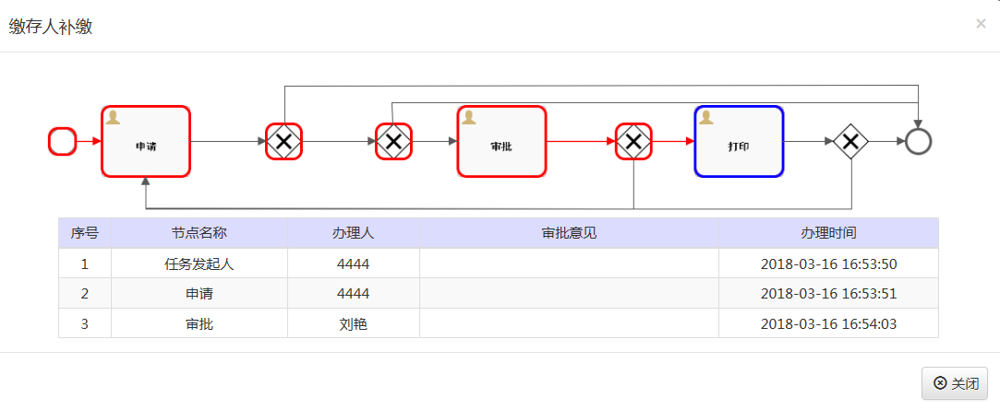 缴存人补缴
×
申请
审批
打印
序号 节点名称 办理人 审批意见 办理时间
1 任务发起人 4444 2018-03-16 16:53:50
2 申请 4444 2018-03-16 16:53:51
3 审批 刘艳 2018-03-16 16:54:03
关闭